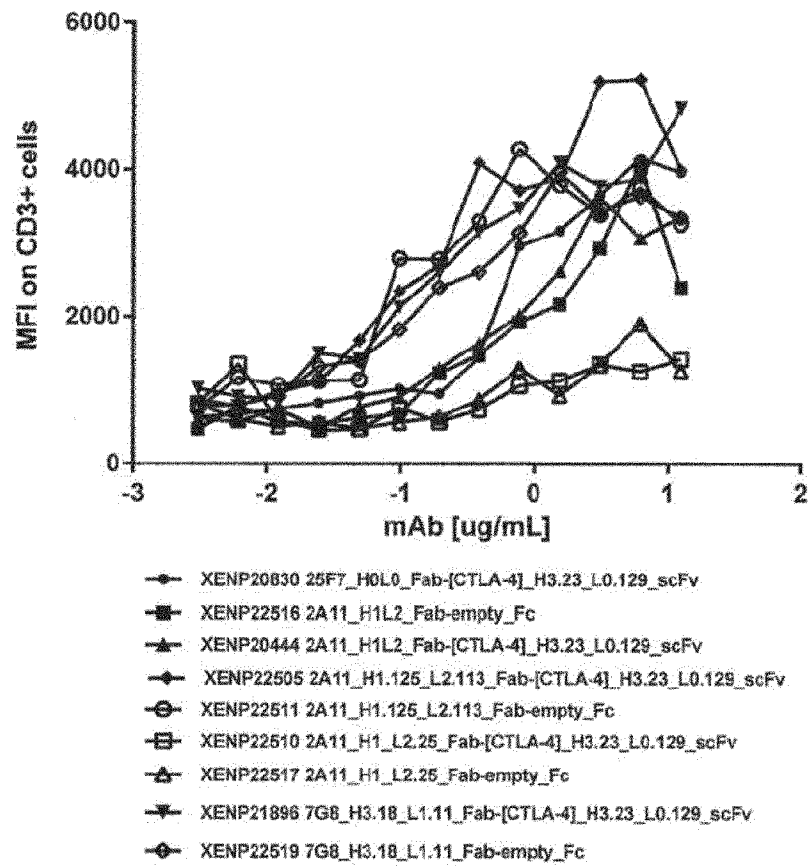 6000
4000
2000
0
MFI on CD3+ cells
-3
-2
-1
0
1
2
mAb [ug/mL]
XENP20830 25F7_H0L0_Fab-[CTLA-4]_H3.23_L0.129_scFv
XENP22516 2A11_H1L2_Fab-empty_Fc
XENP20444 2A11_H1L2_Fab-[CTLA-4]_H3.23_L0.129_scFv
XENP22505 2A11_H1.125_L2.113_Fab-[CTLA-4]_H3.23_L0.129_scFv
XENP22511 2A11_H1.125_L2.113_Fab-empty_Fc
XENP22510 2A11_H1_L2.25_Fab-[CTLA-4]_H3.23_L0.129_scFv
XENP22517 2A11_H1_L2.25_Fab-empty_Fc
XENP21896 7G8_H3.18_L1.11_Fab-[CTLA-4]_H3.23_L0.129_scFv
XENP22519 7G8_H3.18_L1.11_Fab-empty_Fc